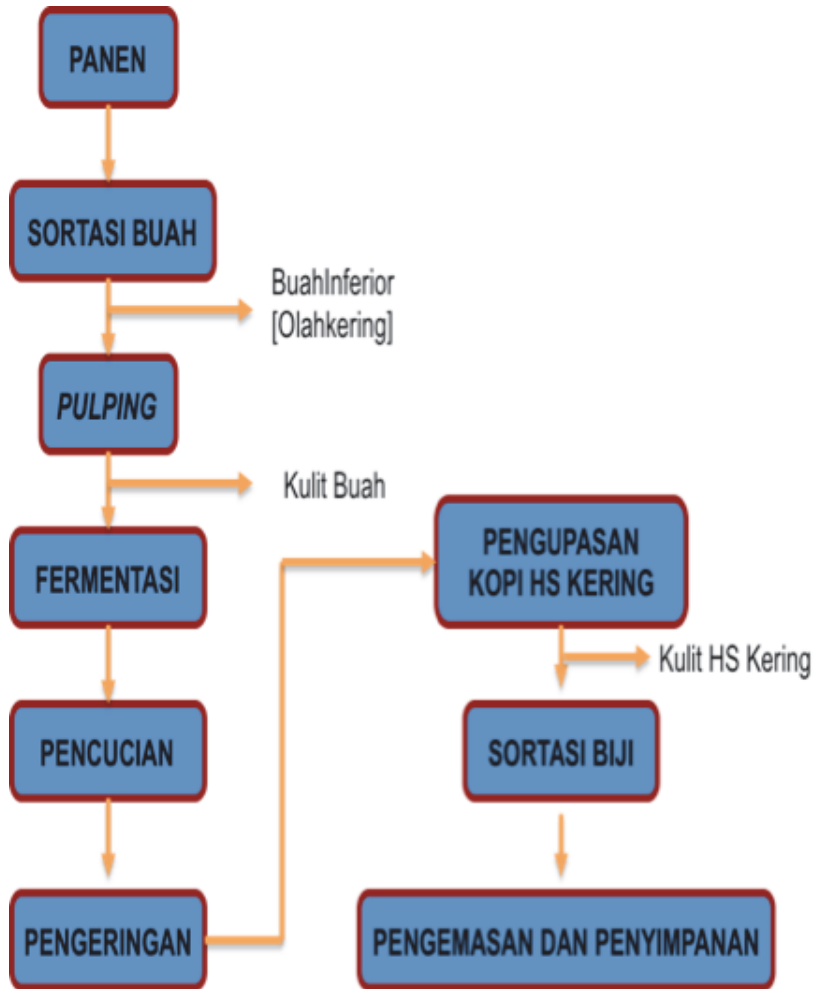 PANEN
SORTASI BUAH
BuahInferior
[Olahkering]
PULPING
Kulit Buah
FERMENTASI
PENCUCIAN
PENGERINGAN
PENGUPASAN
KOPI HS KERING
Kulit HS Kering
SORTASI BIJI
PENGEMASAN DAN PENYIMPANAN